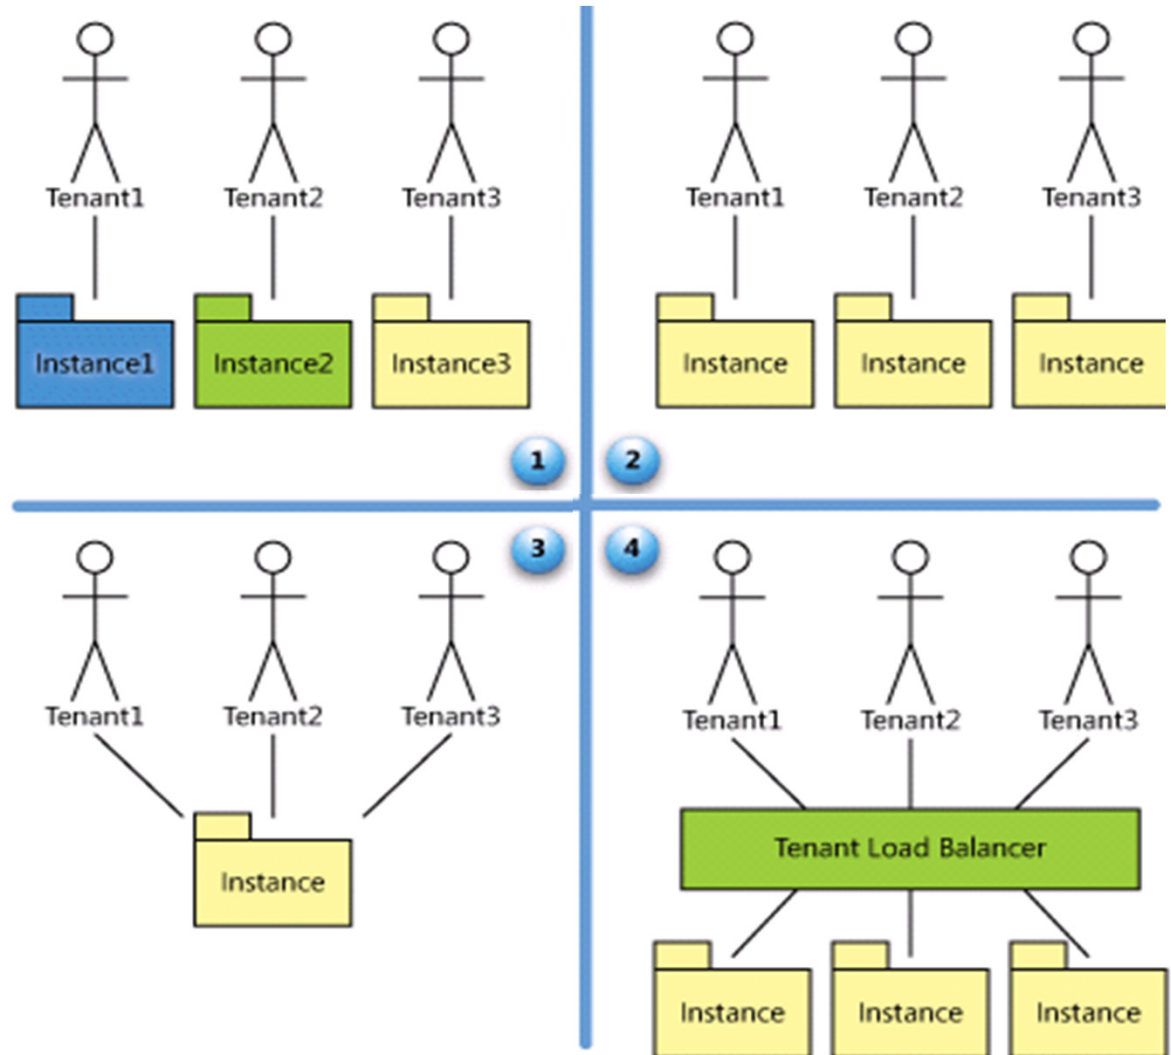 Tenant1 Tenant2 Tenant3
Instance1 Instance2 Instance3
1
Tenant1 Tenant2 Tenant3
Instance Instance Instance
2
3
Tenant1 Tenant2 Tenant3
Instance
4
Tenant1 Tenant2 Tenant3
Tenant Load Balancer
Instance Instance Instance